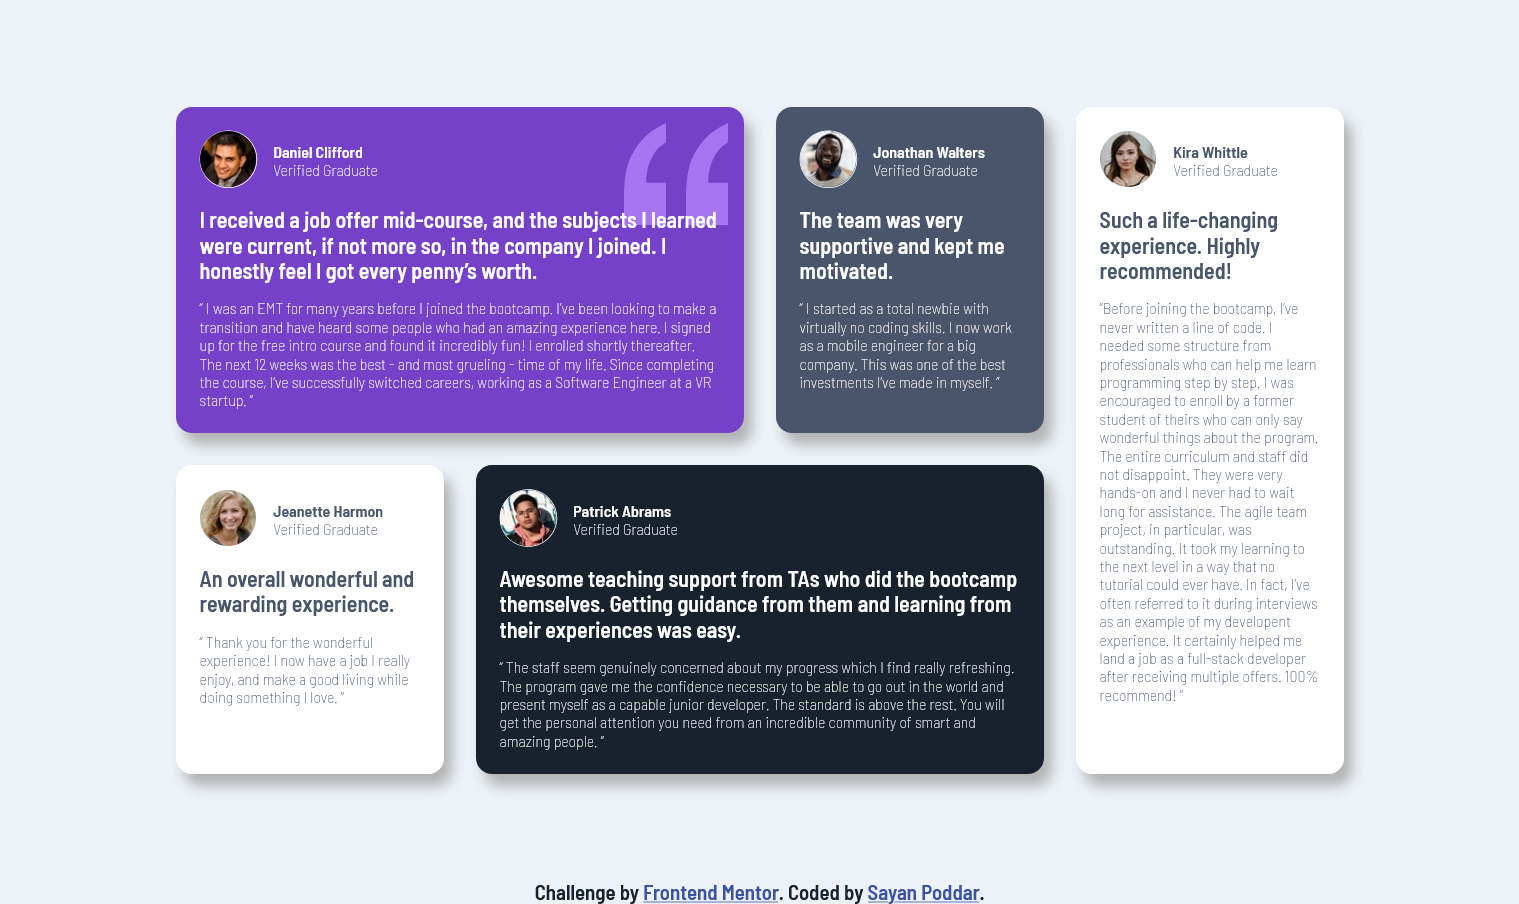 Daniel Clifford
Verified Graduate
I received a job offer mid-course, and the subjects I learned
were current, if not more so, in the company I joined. I
honestly feel I got every penny’s worth.
“ I was an EMT for many years before I joined the bootcamp. I’ve been looking to make a
transition and have heard some people who had an amazing experience here. I signed
up for the free intro course and found it incredibly fun! I enrolled shortly thereafter.
The next 12 weeks was the best - and most grueling - time of my life. Since completing
the course, I’ve successfully switched careers, working as a Software Engineer at a VR
startup. ”
Jonathan Walters
Verified Graduate
The team was very
supportive and kept me
motivated.
“ I started as a total newbie with
virtually no coding skills. I now work
as a mobile engineer for a big
company. This was one of the best
investments I’ve made in myself. ”
Kira Whittle
Verified Graduate
Such a life-changing
experience. Highly
recommended!
“Before joining the bootcamp, I’ve
never written a line of code. I
needed some structure from
professionals who can help me learn
programming step by step. I was
encouraged to enroll by a former
student of theirs who can only say
wonderful things about the program.
The entire curriculum and staff did
not disappoint. They were very
hands-on and I never had to wait
long for assistance. The agile team
project, in particular, was
outstanding. It took my learning to
the next level in a way that no
tutorial could ever have. In fact, I’ve
often referred to it during interviews
as an example of my developent
experience. It certainly helped me
land a job as a full-stack developer
after receiving multiple offers. 100%
recommend! ”
Jeanette Harmon
Verified Graduate
An overall wonderful and
rewarding experience.
“ Thank you for the wonderful
experience! I now have a job I really
enjoy, and make a good living while
doing something I love. ”
Patrick Abrams
Verified Graduate
Awesome teaching support from TAs who did the bootcamp
themselves. Getting guidance from them and learning from
their experiences was easy.
“ The staff seem genuinely concerned about my progress which I find really refreshing.
The program gave me the confidence necessary to be able to go out in the world and
present myself as a capable junior developer. The standard is above the rest. You will
get the personal attention you need from an incredible community of smart and
amazing people. ”
Challenge by Frontend Mentor. Coded by Sayan Poddar.